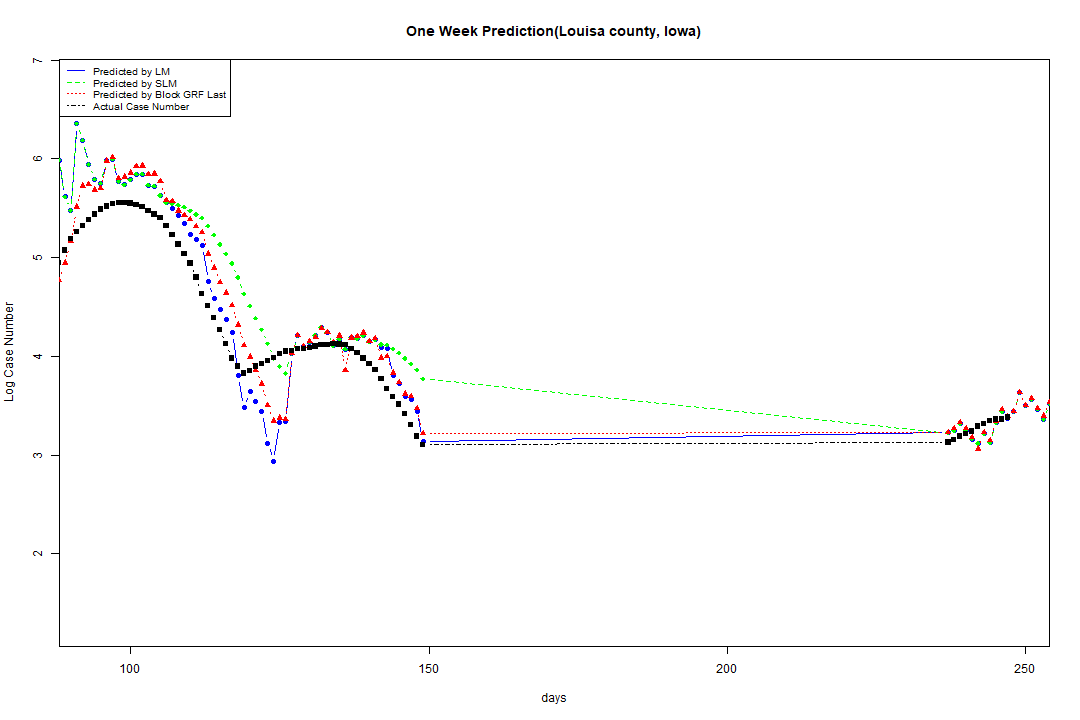 One Week Prediction(Louisa county, Iowa)
7
Predicted by LM
Predicted by SLM
Predicted by Block GRF Last
Actual Case Number
6
5
4
3
2
Log Case Number
100
150
200
250
days